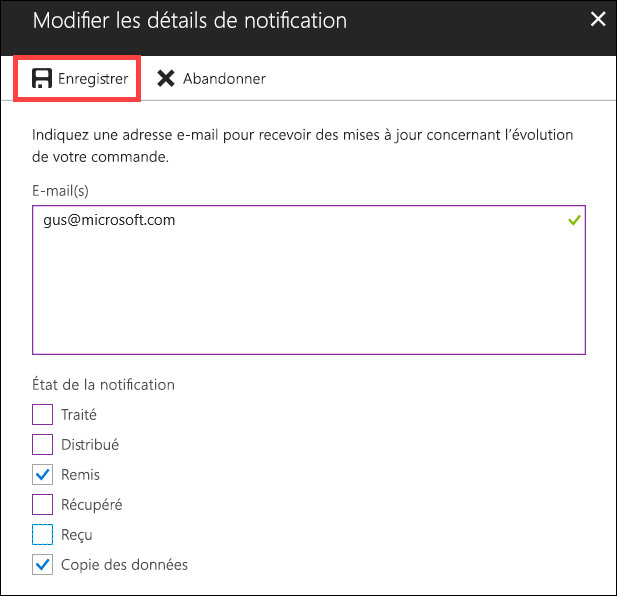 Modifier les détails de notification
Enregistrer
Abandonner
Indiquez une adresse e-mail pour recevoir des mises à jour concernant l’évolution
de votre commande.
E-mail(s)
gus@microsoft.com
État de la notification
Traité
Distribué
Remis
Récupéré
Reçu
Copie des données